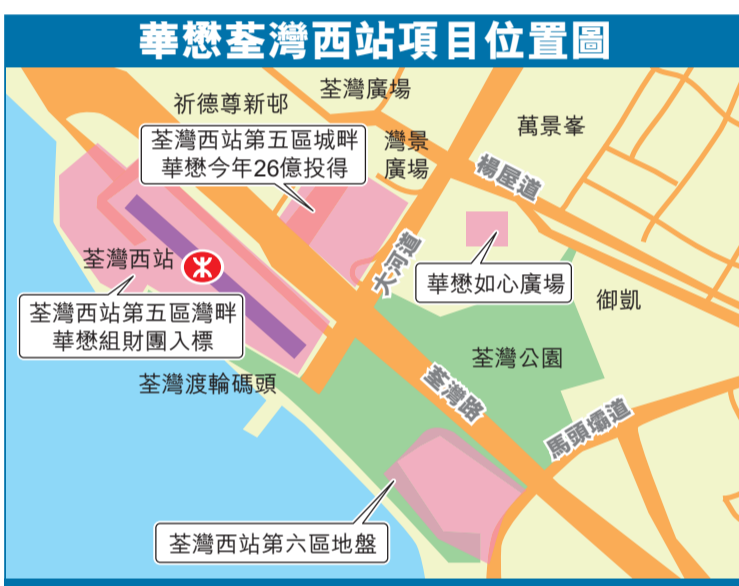 華懋荃灣西站項目位置圖
荃灣廣場
祈德尊新邨
萬景峯
荃灣西站第五區城畔
華懋今年26億投得
灣景
廣場
楊屋道
荃灣西站
大河道
華懋如心廣場
御凱
荃灣西站第五區灣畔
華懋組財團入標
荃灣公園
荃灣渡輪碼頭
荃灣路
馬頭壩道
荃灣西站第六區地盤